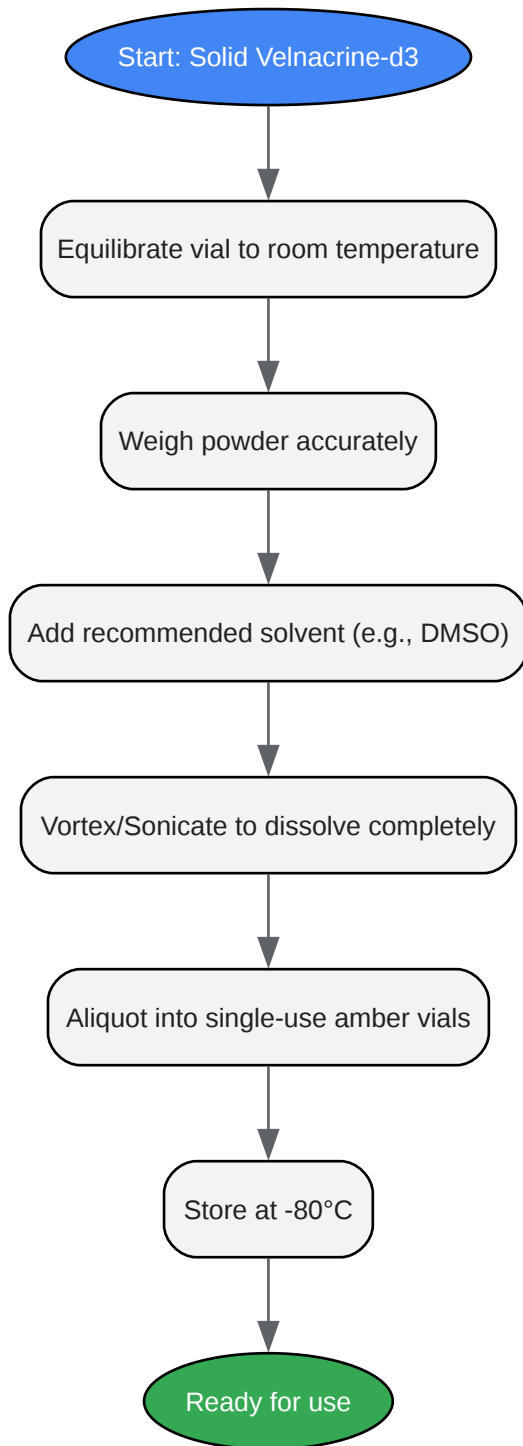 Start: Solid Velnacrine-d3
Equilibrate vial to room temperature
Weigh powder accurately
Add recommended solvent (e.g., DMSO)
Vortex/Sonicate to dissolve completely
Aliquot into single-use amber vials
Store at -80°C
Ready for use